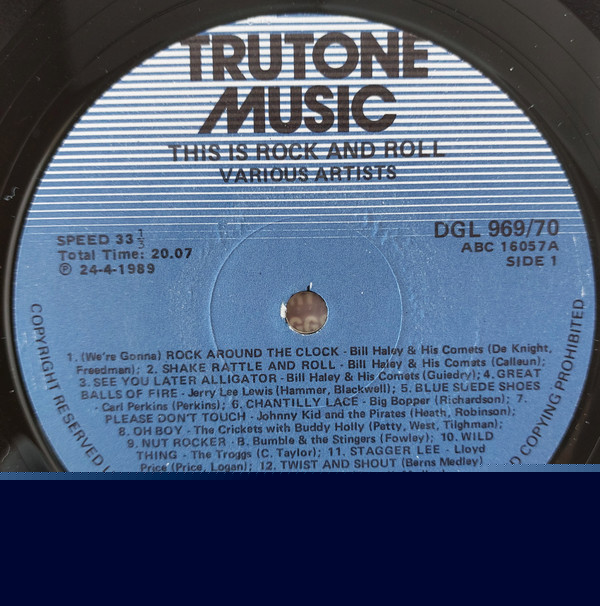 TRUTONE
MUSIC
THIS IS ROCK AND ROLL
VARIOUS ARTISTS
SPEED 33 1/3
Total Time: 20.07
℗ 24-4-1989
DGL 969/70
ABC 16057A
SIDE 1
1. (We're Gonna) ROCK AROUND THE CLOCK - Bill Haley & His Comets (De Knight,
Freedman); 2. SHAKE RATTLE AND ROLL - Bill Haley & His Comets (Calleun);
3. SEE YOU LATER ALLIGATOR - Bill Haley & His Comets (Guiedry); 4. GREAT
BALLS OF FIRE - Jerry Lee Lewis (Hammer, Blackwell); 5. BLUE SUEDE SHOES
- Carl Perkins (Perkins); 6. CHANTILLY LACE - Big Bopper (Richardson); 7.
PLEASE DON'T TOUCH - Johnny Kid and the Pirates (Heath, Robinson);
8. OH BOY - The Crickets with Buddy Holly (Petty, West, Tilghman);
9. NUT ROCKER - B. Bumble & the Stingers (Fowley); 10. WILD
THING - The Troggs (C. Taylor); 11. STAGGER LEE - Lloyd
Price (Price, Logan); 12. TWIST AND SHOUT (Berns Medley)
COPYRIGHT RESERVED
COPYING PROHIBITED